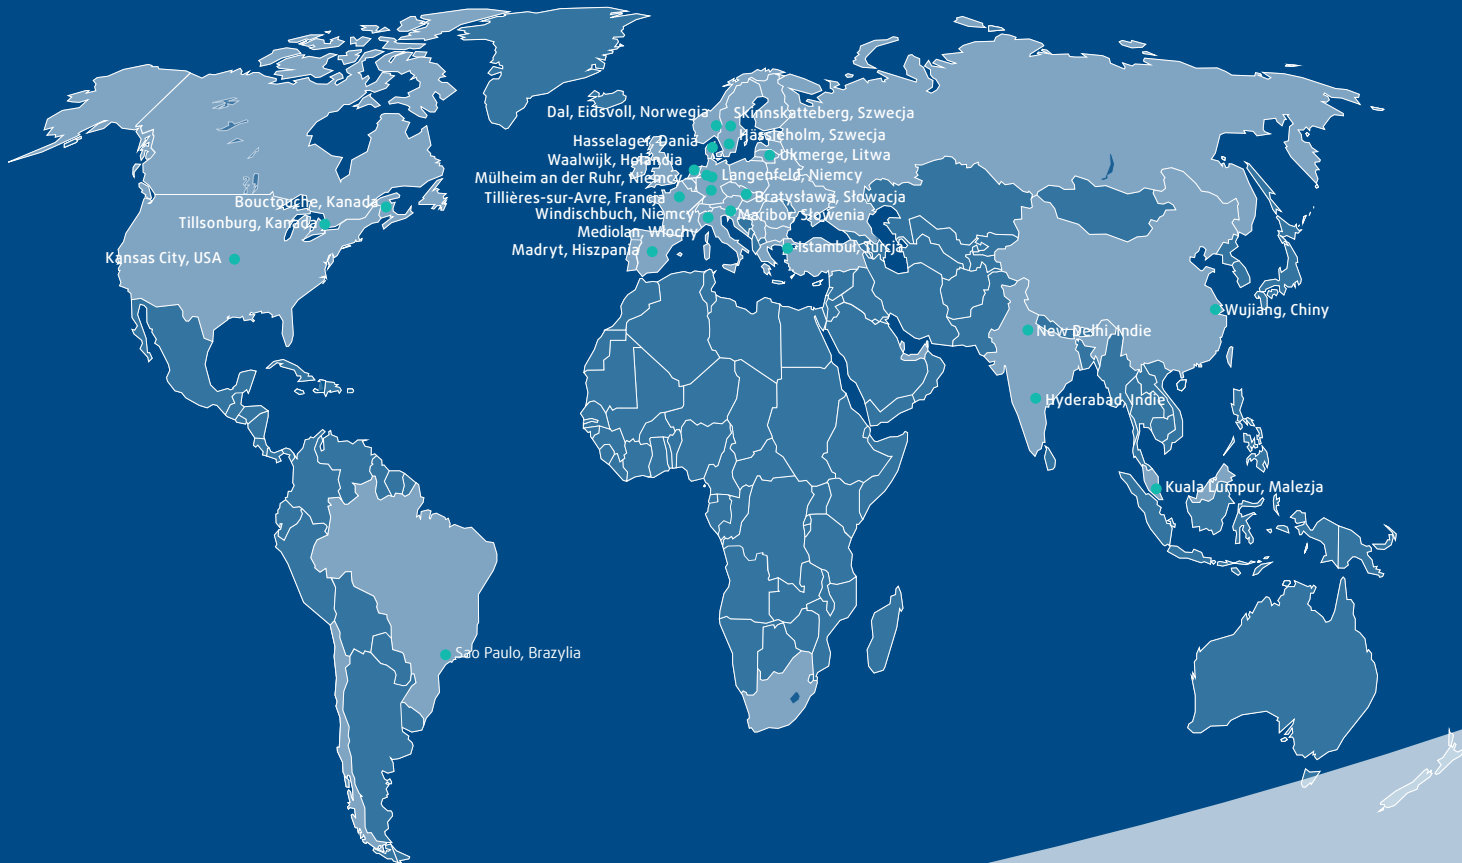 Dal, Eidsvoll, Norwegia
Skinnskatteberg, Szwecja
Hässleholm, Szwecja
Hasselager, Dania
Ukmerge, Litwa
Waalwijk, Holandia
Langenfeld, Niemcy
Mülheim an der Ruhr, Niemcy
Tillières-sur-Avre, Francja
Bratysława, Słowacja
Bouctouche, Kanada
Windischbuch, Niemcy
Maribor, Słowenia
Tillsonburg, Kanada
Mediolan, Włochy
Istambuł, Turcja
Madryt, Hiszpania
Kansas City, USA
Wujiang, Chiny
New Delhi, Indie
Hyderabad, Indie
Kuala Lumpur, Malezja
Sao Paulo, Brazylia